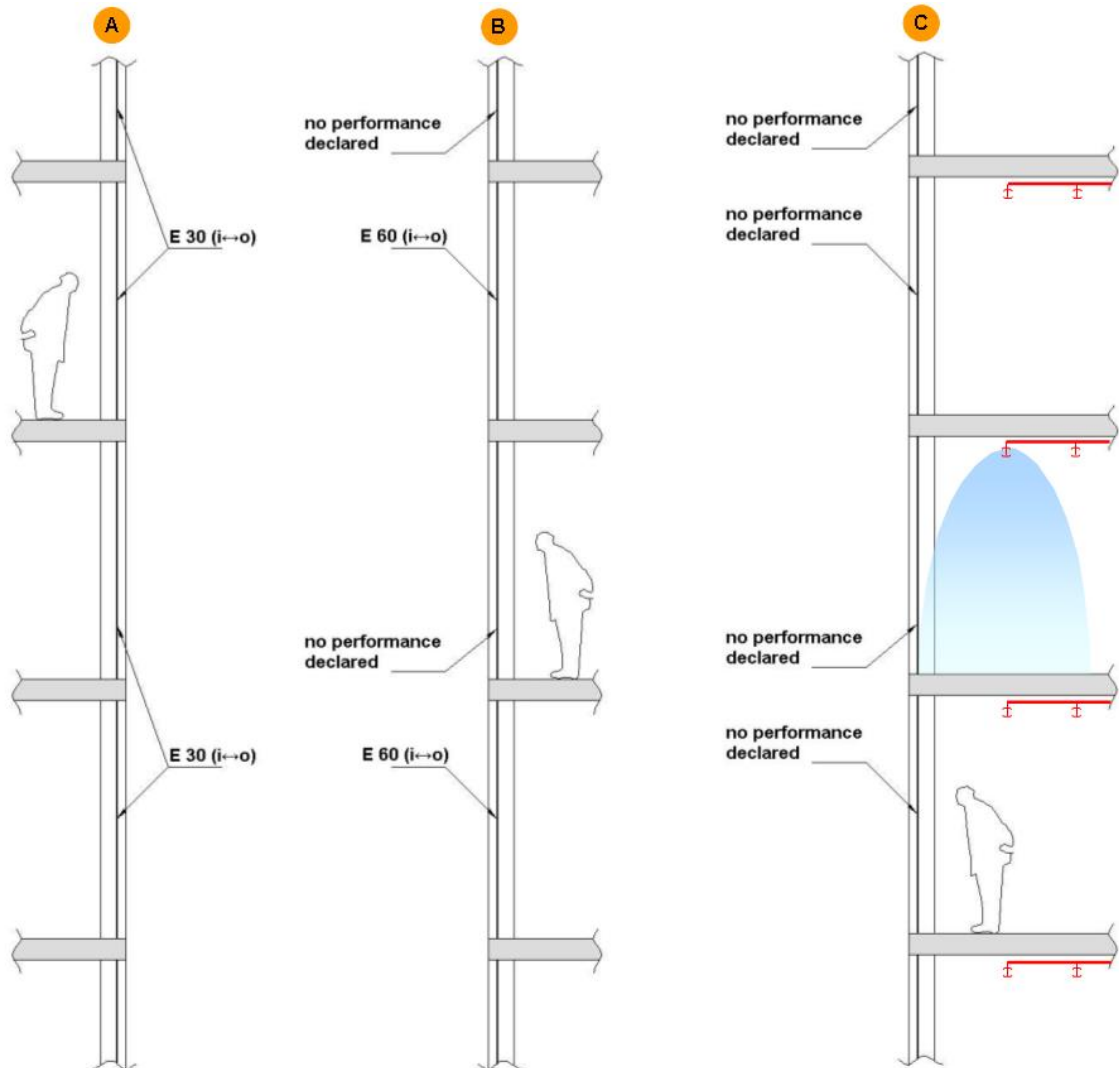 A
B
C
no performance
declared
no performance
declared
no performance
declared
E 30 (i↔o)
E 60 (i↔o)
no performance
declared
no performance
declared
E 30 (i↔o)
E 60 (i↔o)
no performance
declared